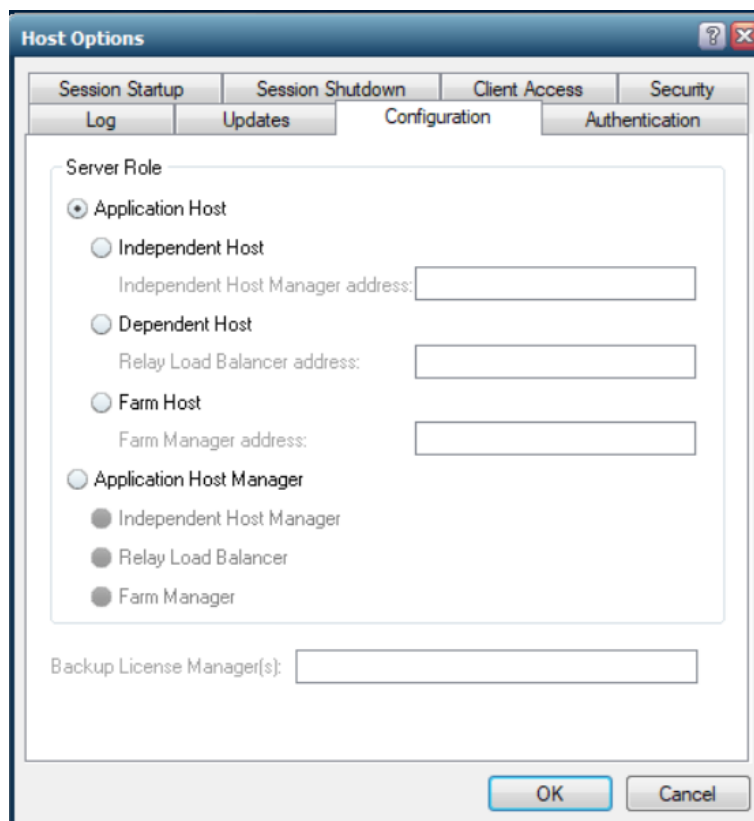 Host Options
Session Startup Session Shutdown Client Access Security
Log Updates Configuration Authentication
Server Role
Application Host
Independent Host
Independent Host Manager address:
Dependent Host
Relay Load Balancer address:
Farm Host
Farm Manager address:
Application Host Manager
Independent Host Manager
Relay Load Balancer
Farm Manager
Backup License Manager(s):
OK Cancel